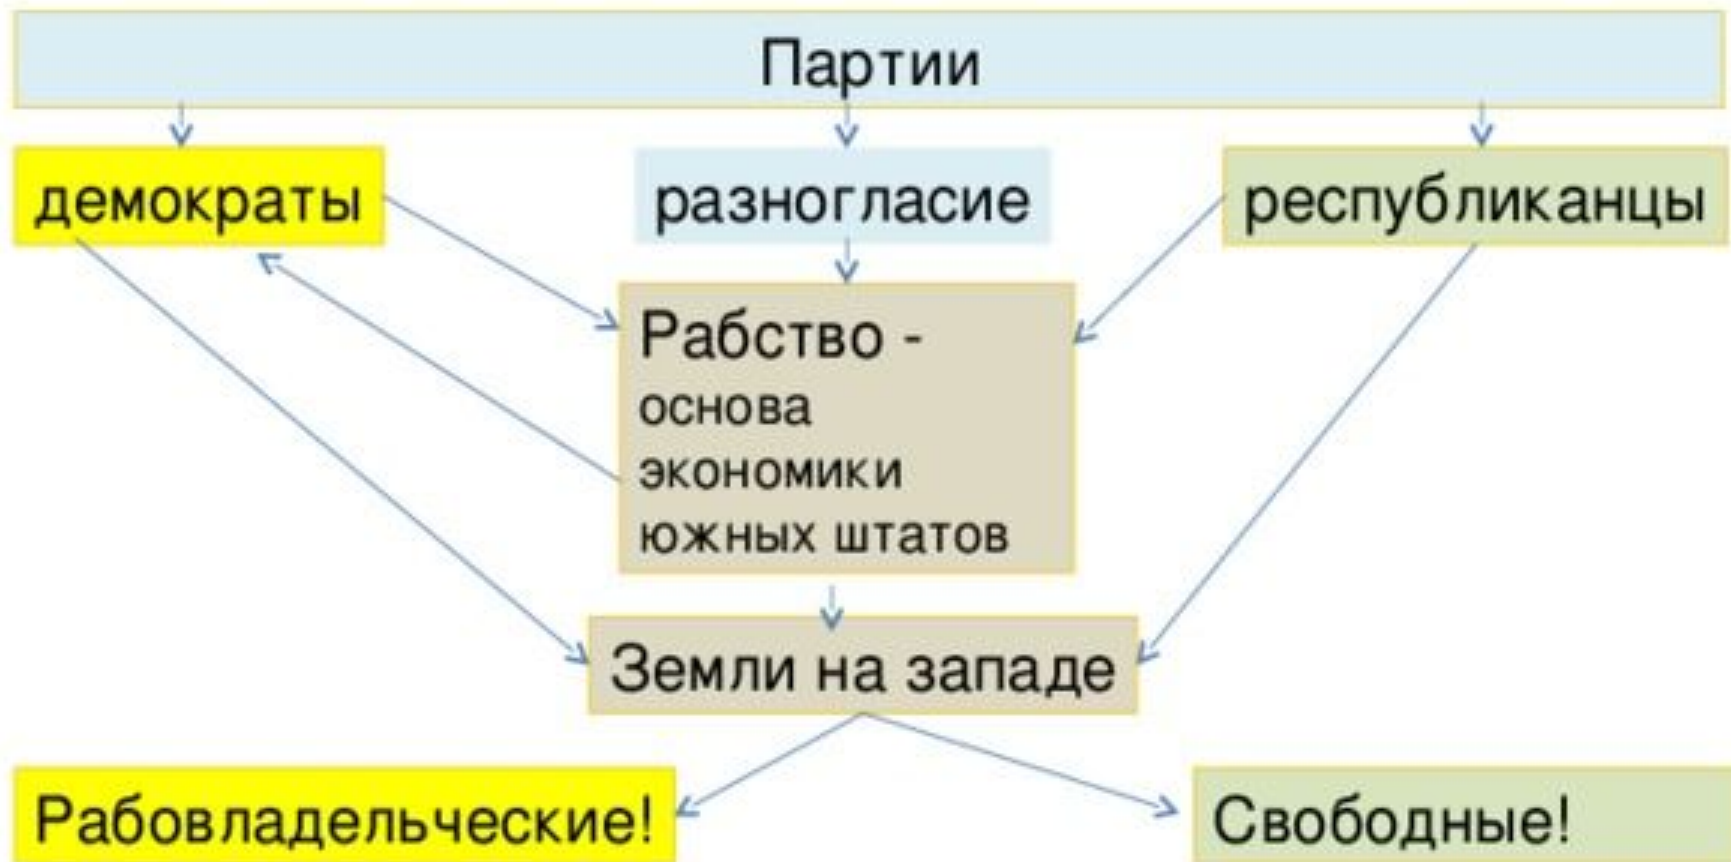 Партии
демократы
разногласие
республиканцы
Рабство -
основа
экономики
южных штатов
Земли на западе
Рабовладельческие!
Свободные!